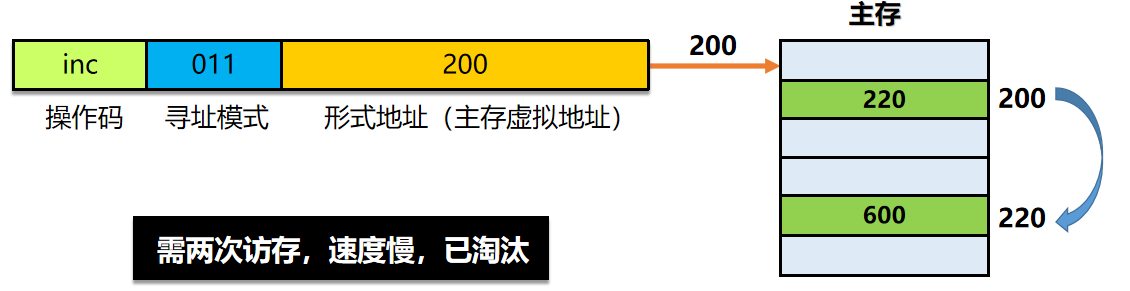 主存
inc 011 200
200
操作码 寻址模式 形式地址（主存虚拟地址）
220 200
600 220
需两次访存，速度慢，已淘汰